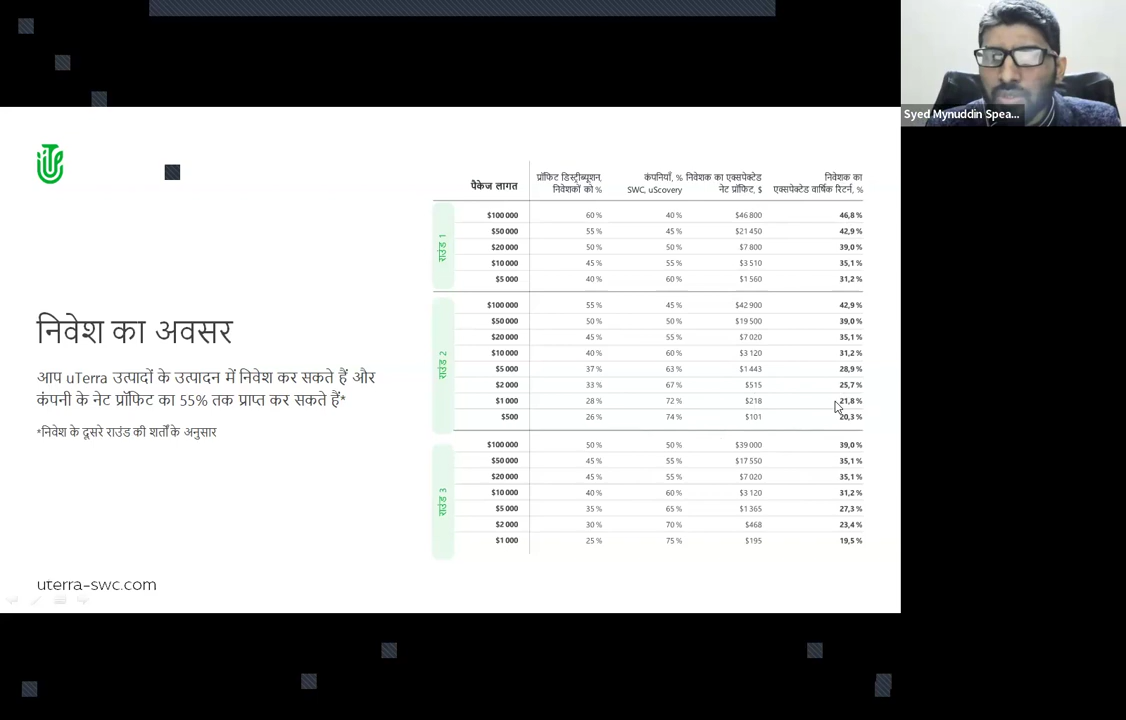 Syed Mynuddin Spea...
निवेश का अवसर
आप uTerra उत्पादों के उत्पादन में निवेश कर सकते हैं और
कंपनी के नेट प्रॉफिट का 55% तक प्राप्त कर सकते हैं*
*निवेश के दूसरे राउंड की शर्तों के अनुसार
uterra-swc.com
पैकेज लागत प्रॉफिट डिस्ट्रीब्यूशन, निवेशकों को % कंपनियाँ, % SWC, uScovery निवेशक का एक्सपेक्टेड नेट प्रॉफिट, $ निवेशक का एक्सपेक्टेड वार्षिक रिटर्न, %
राउंड 1
$100 000 60 % 40 % $46 800 46,8 %
$50 000 55 % 45 % $21 450 42,9 %
$20 000 50 % 50 % $7 800 39,0 %
$10 000 45 % 55 % $3 510 35,1 %
$5 000 40 % 60 % $1 560 31,2 %
राउंड 2
$100 000 55 % 45 % $42 900 42,9 %
$50 000 50 % 50 % $19 500 39,0 %
$20 000 45 % 55 % $7 020 35,1 %
$10 000 40 % 60 % $3 120 31,2 %
$5 000 37 % 63 % $1 443 28,9 %
$2 000 33 % 67 % $515 25,7 %
$1 000 28 % 72 % $218 21,8 %
$500 26 % 74 % $101 20,3 %
राउंड 3
$100 000 50 % 50 % $39 000 39,0 %
$50 000 45 % 55 % $17 550 35,1 %
$20 000 45 % 55 % $7 020 35,1 %
$10 000 40 % 60 % $3 120 31,2 %
$5 000 35 % 65 % $1 365 27,3 %
$2 000 30 % 70 % $468 23,4 %
$1 000 25 % 75 % $195 19,5 %